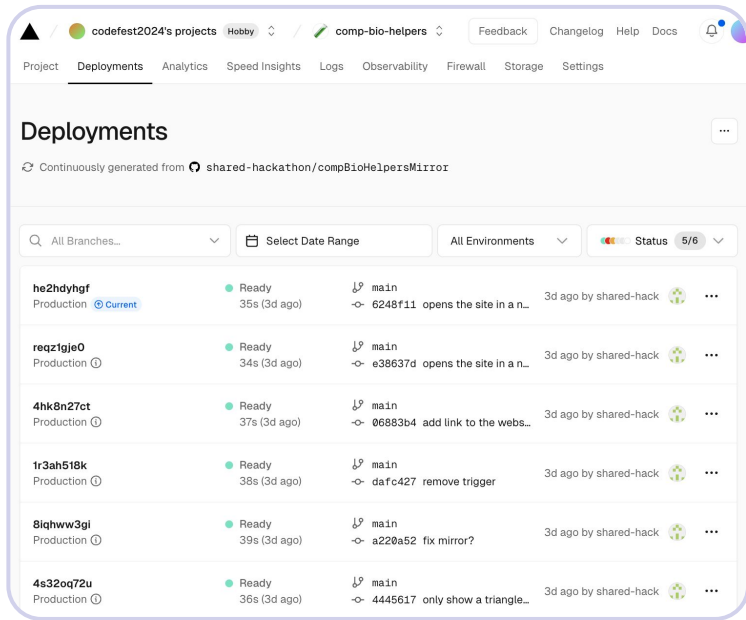 codefest2024's projects Hobby comp-bio-helpers Feedback Changelog Help Docs
Project Deployments Analytics Speed Insights Logs Observability Firewall Storage Settings
Deployments
Continuously generated from shared-hackathon/compBioHelpersMirror
All Branches... Select Date Range All Environments Status 5/6
he2hdyhgf Ready main
Production Current 35s (3d ago) 6248f11 opens the site in a n... 3d ago by shared-hack
reqz1gje0 Ready main
Production 34s (3d ago) e38637d opens the site in a n... 3d ago by shared-hack
4hk8n27ct Ready main
Production 37s (3d ago) 06883b4 add link to the webs... 3d ago by shared-hack
1r3ah518k Ready main
Production 38s (3d ago) dafc427 remove trigger 3d ago by shared-hack
8iqhww3gi Ready main
Production 39s (3d ago) a220a52 fix mirror? 3d ago by shared-hack
4s32oq72u Ready main
Production 36s (3d ago) 4445617 only show a triangle... 3d ago by shared-hack